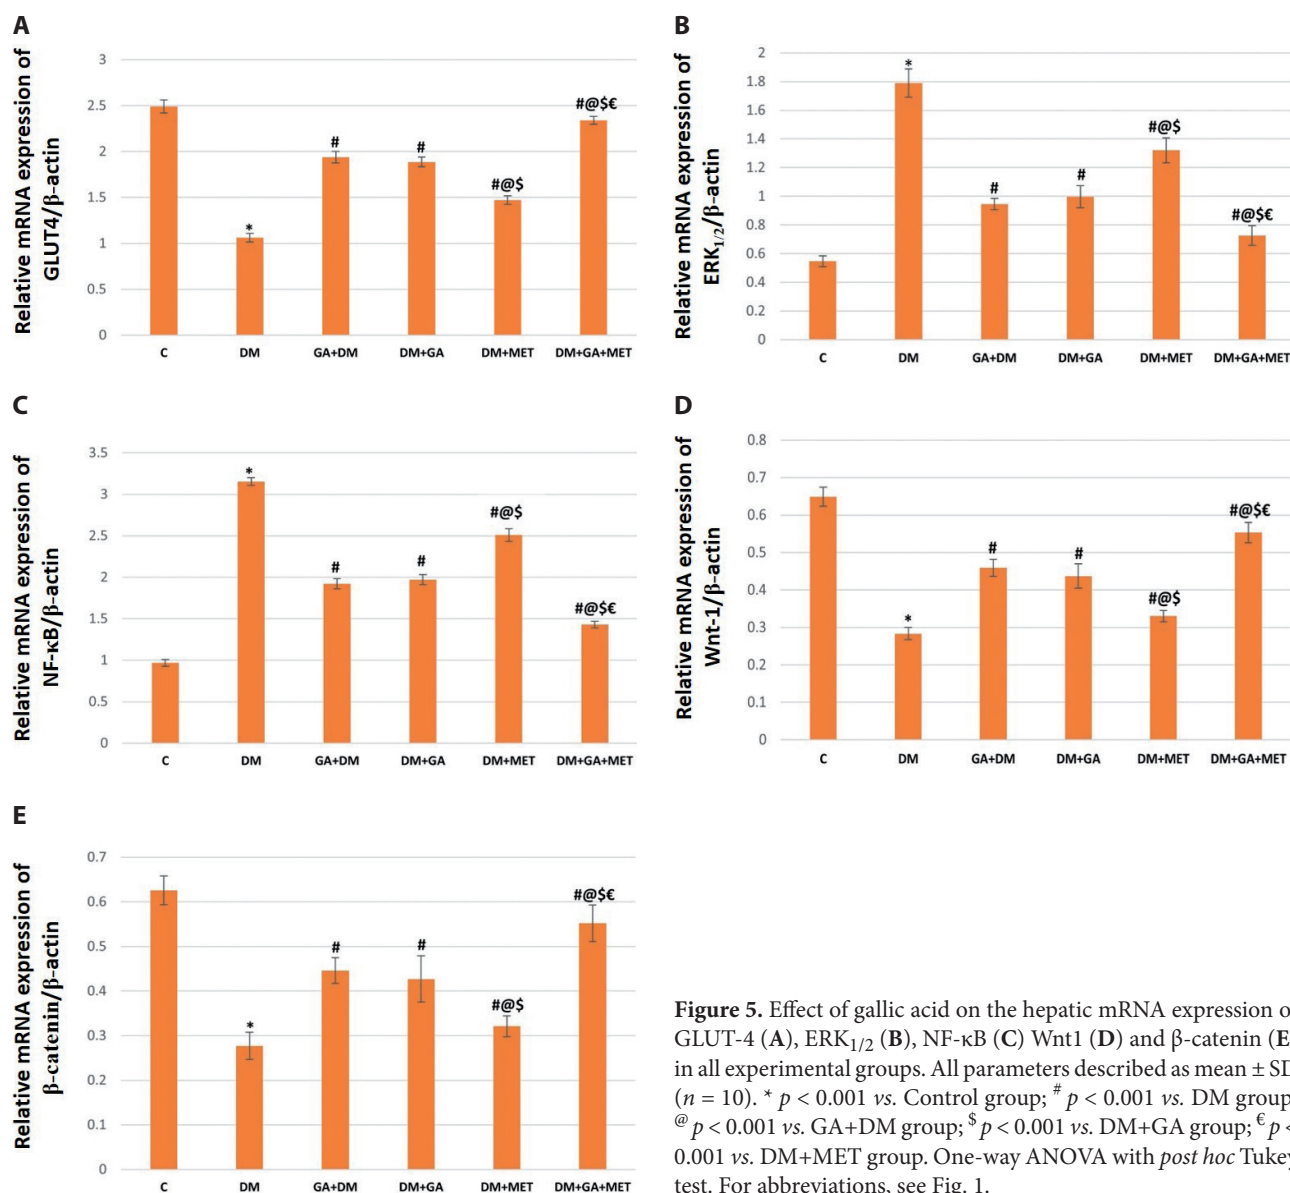 A
Relative mRNA expression of
GLUT4/β-actin
3
2.5
2
1.5
1
0.5
0
*
#
#
#@$
#@$€
C DM GA+DM DM+GA DM+MET DM+GA+MET
B
Relative mRNA expression of
ERK1/2/β-actin
2
1.8
1.6
1.4
1.2
1
0.8
0.6
0.4
0.2
0
*
#
#
#@$
#@$€
C DM GA+DM DM+GA DM+MET DM+GA+MET
C
Relative mRNA expression of
NF-κB/β-actin
3.5
3
2.5
2
1.5
1
0.5
0
*
#
#
#@$
#@$€
C DM GA+DM DM+GA DM+MET DM+GA+MET
D
Relative mRNA expression of
Wnt-1/β-actin
0.8
0.7
0.6
0.5
0.4
0.3
0.2
0.1
0
*
#
#
#@$
#@$€
C DM GA+DM DM+GA DM+MET DM+GA+MET
E
Relative mRNA expression of
β-catenin/β-actin
0.7
0.6
0.5
0.4
0.3
0.2
0.1
0
*
#
#
#@$
#@$€
C DM GA+DM DM+GA DM+MET DM+GA+MET
Figure 5. Effect of gallic acid on the hepatic mRNA expression o
GLUT-4 (A), ERK1/2 (B), NF-κB (C) Wnt1 (D) and β-catenin (E
in all experimental groups. All parameters described as mean ± SD
(n = 10). * p < 0.001 vs. Control group; # p < 0.001 vs. DM group
@ p < 0.001 vs. GA+DM group; $ p < 0.001 vs. DM+GA group; € p <
0.001 vs. DM+MET group. One-way ANOVA with post hoc Tukey
test. For abbreviations, see Fig. 1.